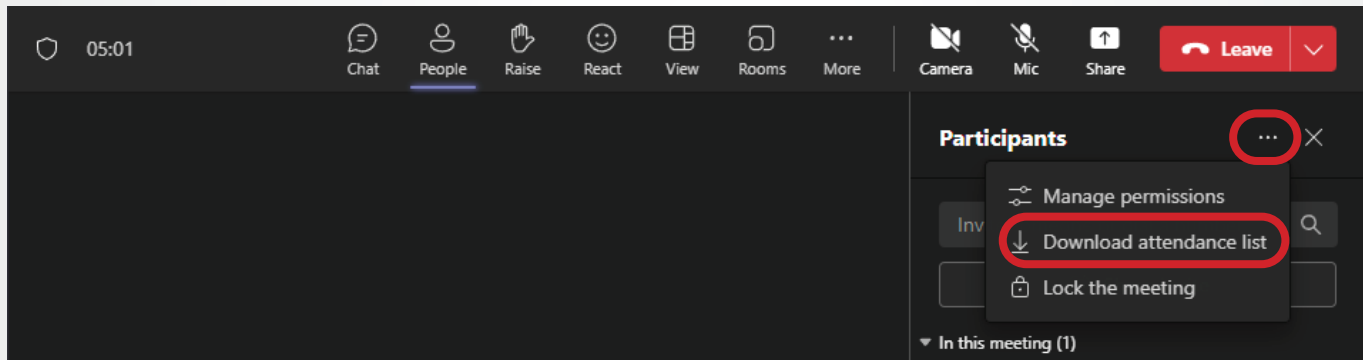 05:01
Chat People Raise React View Rooms More Camera Mic Share Leave
Participants
Manage permissions
Inv
Download attendance list
Lock the meeting
In this meeting (1)